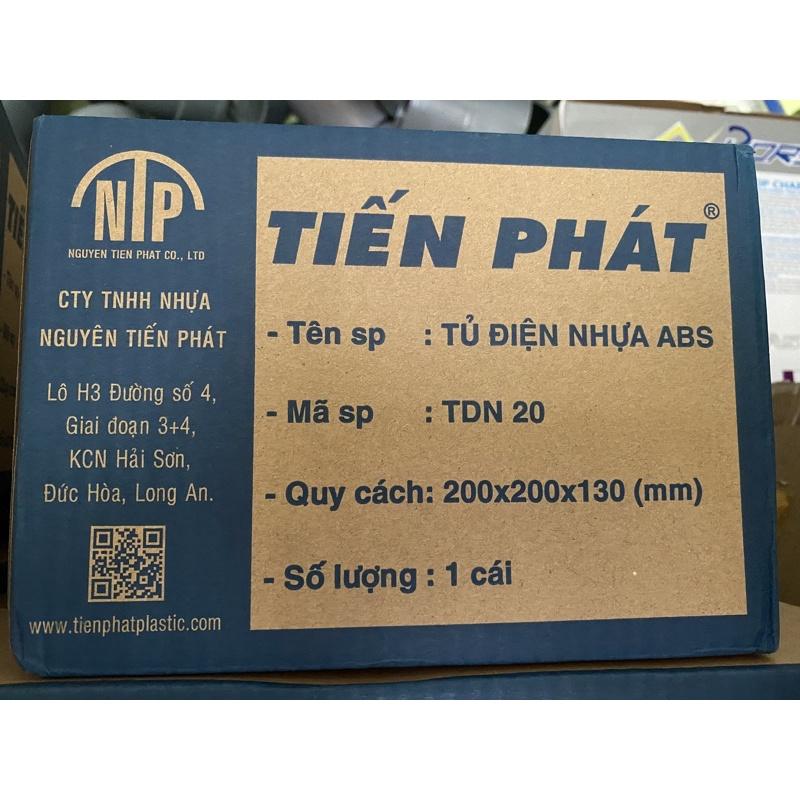 NTP
NGUYEN TIEN PHAT CO., LTD
CTY TNHH NHỰA
NGUYÊN TIẾN PHÁT
Lô H3 Đường số 4,
Giai đoạn 3+4,
KCN Hải Sơn,
Đức Hòa, Long An.
www.tienphatplastic.com
TIẾN PHÁT®
- Tên sp : TỦ ĐIỆN NHỰA ABS
- Mã sp : TDN 20
- Quy cách: 200x200x130 (mm)
- Số lượng : 1 cái